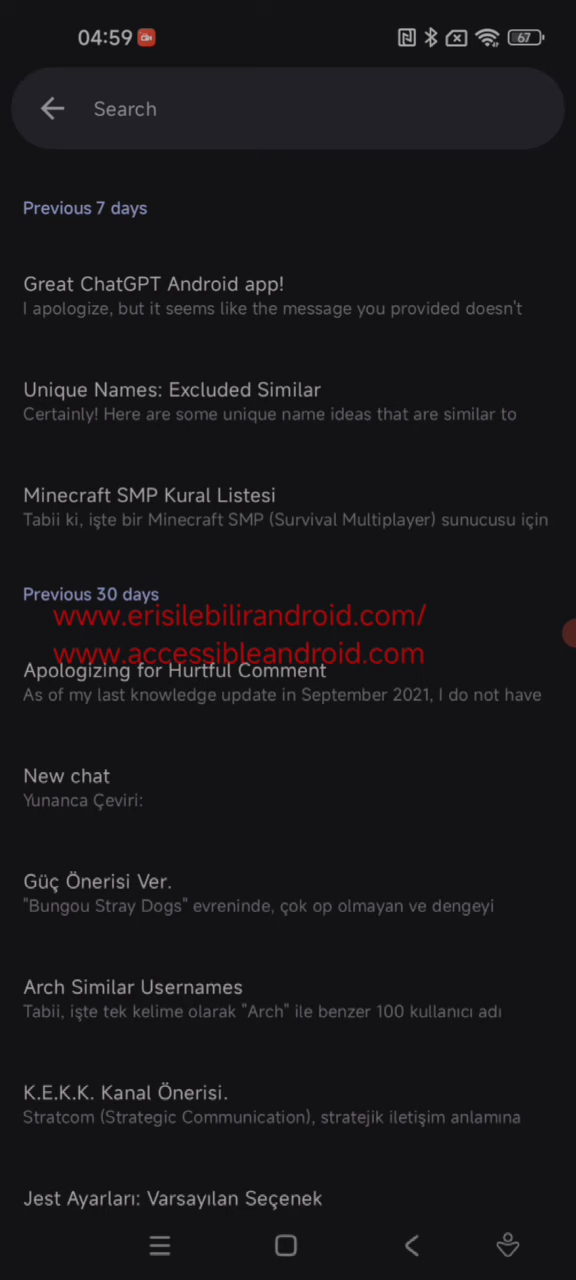 04:59
67
Search
Previous 7 days
Great ChatGPT Android app!
I apologize, but it seems like the message you provided doesn't
Unique Names: Excluded Similar
Certainly! Here are some unique name ideas that are similar to
Minecraft SMP Kural Listesi
Tabii ki, işte bir Minecraft SMP (Survival Multiplayer) sunucusu için
Previous 30 days
www.erisilebilirandroid.com/
www.accessibleandroid.com
Apologizing for Hurtful Comment
As of my last knowledge update in September 2021, I do not have
New chat
Yunanca Çeviri:
Güç Önerisi Ver.
"Bungou Stray Dogs" evreninde, çok op olmayan ve dengeyi
Arch Similar Usernames
Tabii, işte tek kelime olarak "Arch" ile benzer 100 kullanıcı adı
K.E.K.K. Kanal Önerisi.
Stratcom (Strategic Communication), stratejik iletişim anlamına
Jest Ayarları: Varsayılan Seçenek